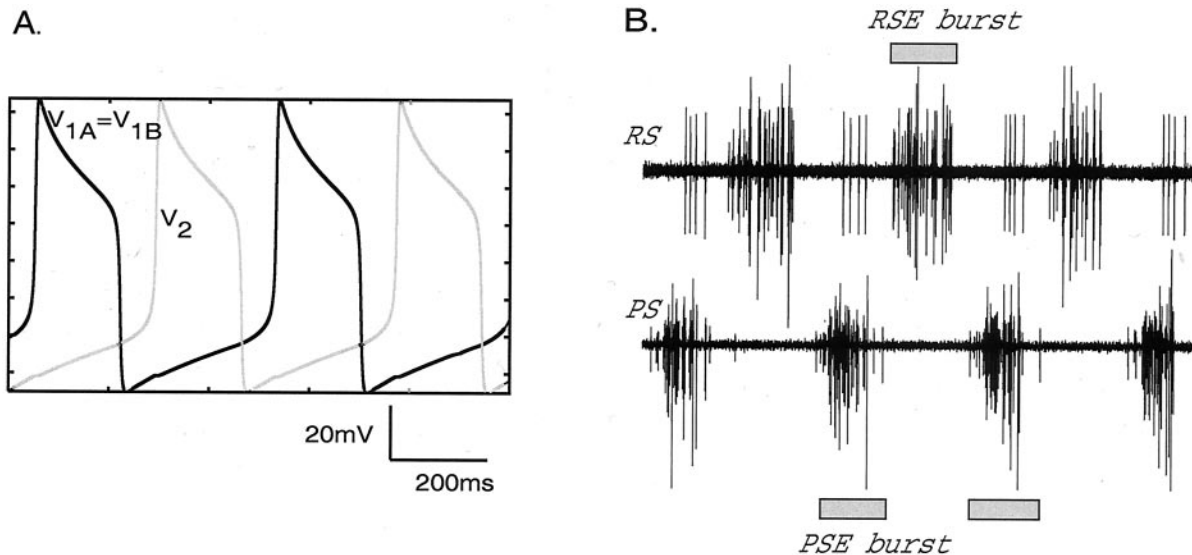 A.
V1A=V1B
V2
20mV
200ms
B.
RSE burst
RS
PS
PSE burst